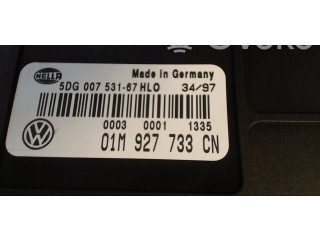 HELLA
Made in Germany
5DG 007 531-67 HLO 34/97
0003 0001 1335
01M 927 733 CN